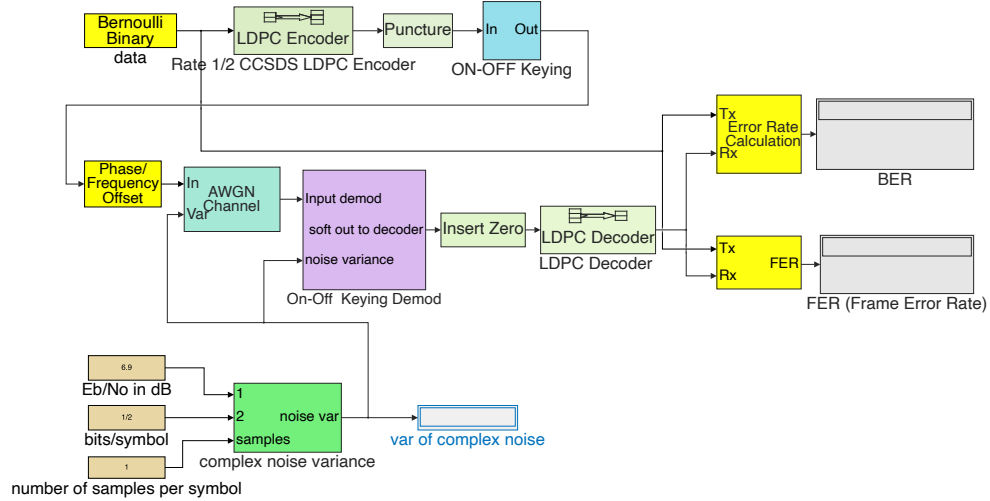 Bernoulli
Binary
data
LDPC Encoder
Rate 1/2 CCSDS LDPC Encoder
Puncture
In Out
ON-OFF Keying
Phase/
Frequency
Offset
In
AWGN
Channel
Var
Input demod
soft out to decoder
noise variance
On-Off Keying Demod
Insert Zero
LDPC Decoder
LDPC Decoder
Tx
Error Rate
Calculation
Rx
BER
Tx
FER
Rx
FER (Frame Error Rate)
6.9
Eb/No in dB
1/2
bits/symbol
1
number of samples per symbol
1
2 noise var
samples
complex noise variance
var of complex noise